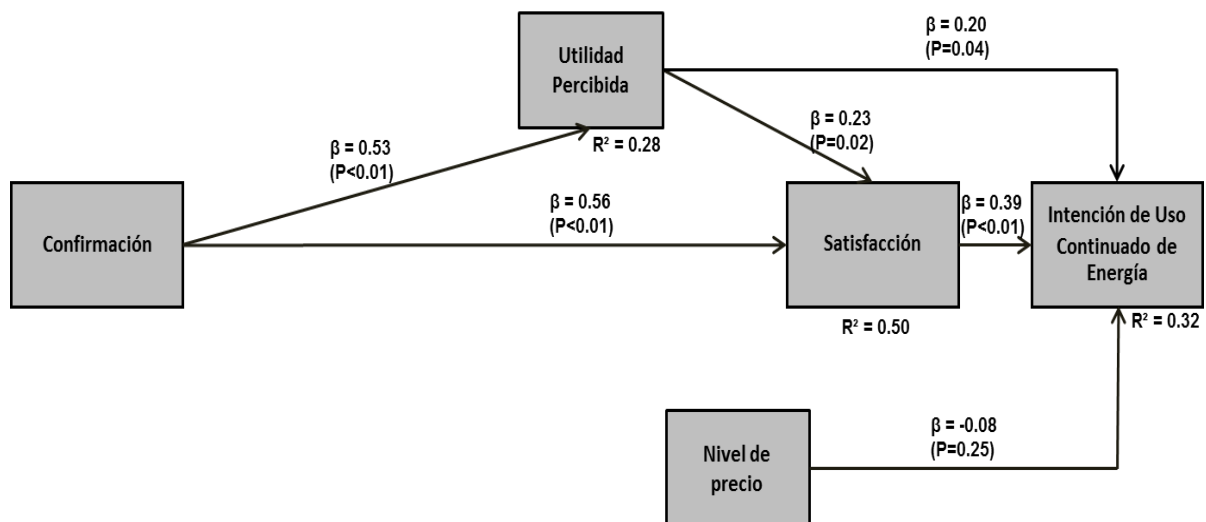 β = 0.20
(P=0.04)
Utilidad
Percibida
β = 0.23
(P=0.02)
R² = 0.28
β = 0.53
(P<0.01)
β = 0.56
(P<0.01)
β = 0.39
(P<0.01)
Confirmación
Satisfacción
Intención de Uso
Continuado de
Energía
R² = 0.50
R² = 0.32
β = -0.08
(P=0.25)
Nivel de
precio